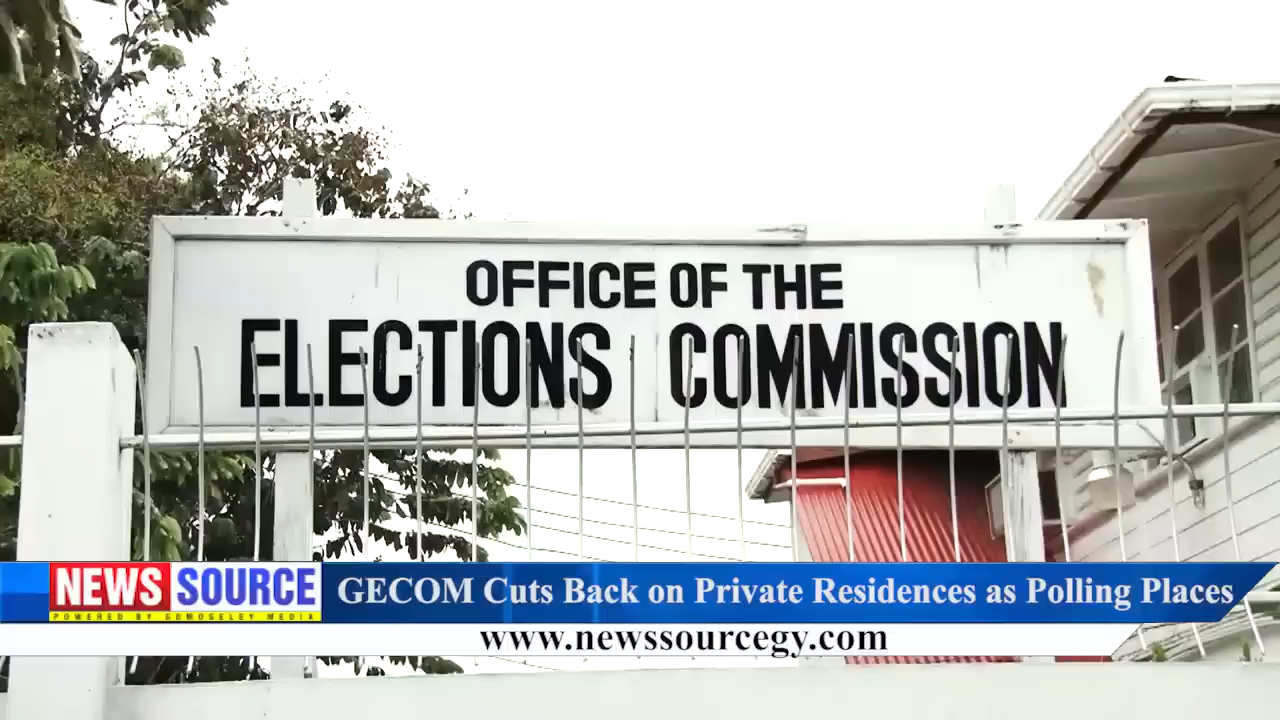 OFFICE OF THE
ELECTIONS COMMISSION
NEWS SOURCE
POWERED BY GDMOSELEY MEDIA
GECOM Cuts Back on Private Residences as Polling Places
www.newssourcegy.com